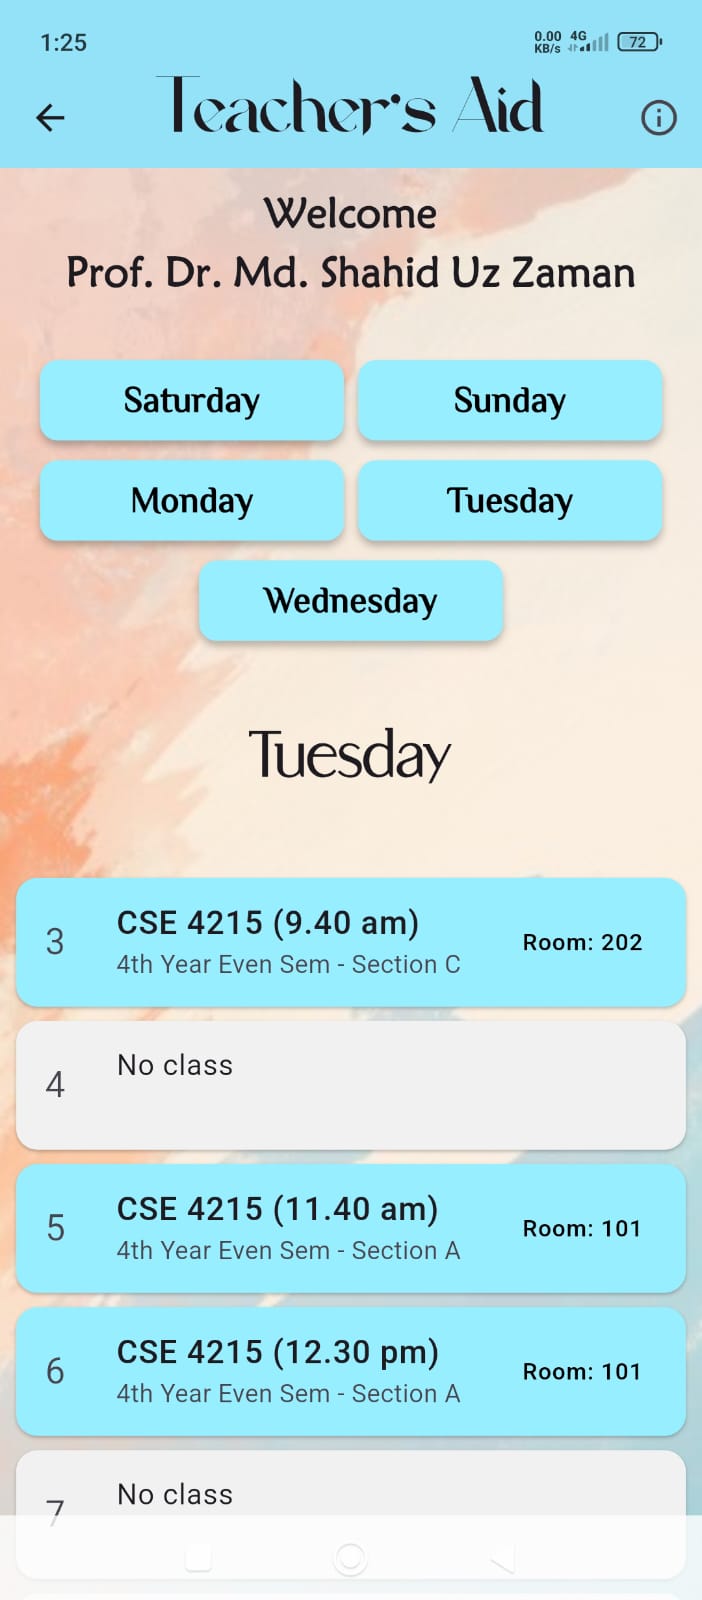 1:25
0.00 KB/s 4G 72
Teacher's Aid
Welcome
Prof. Dr. Md. Shahid Uz Zaman
Saturday
Sunday
Monday
Tuesday
Wednesday
Tuesday
3
CSE 4215 (9.40 am)
4th Year Even Sem - Section C
Room: 202
4
No class
5
CSE 4215 (11.40 am)
4th Year Even Sem - Section A
Room: 101
6
CSE 4215 (12.30 pm)
4th Year Even Sem - Section A
Room: 101
7
No class